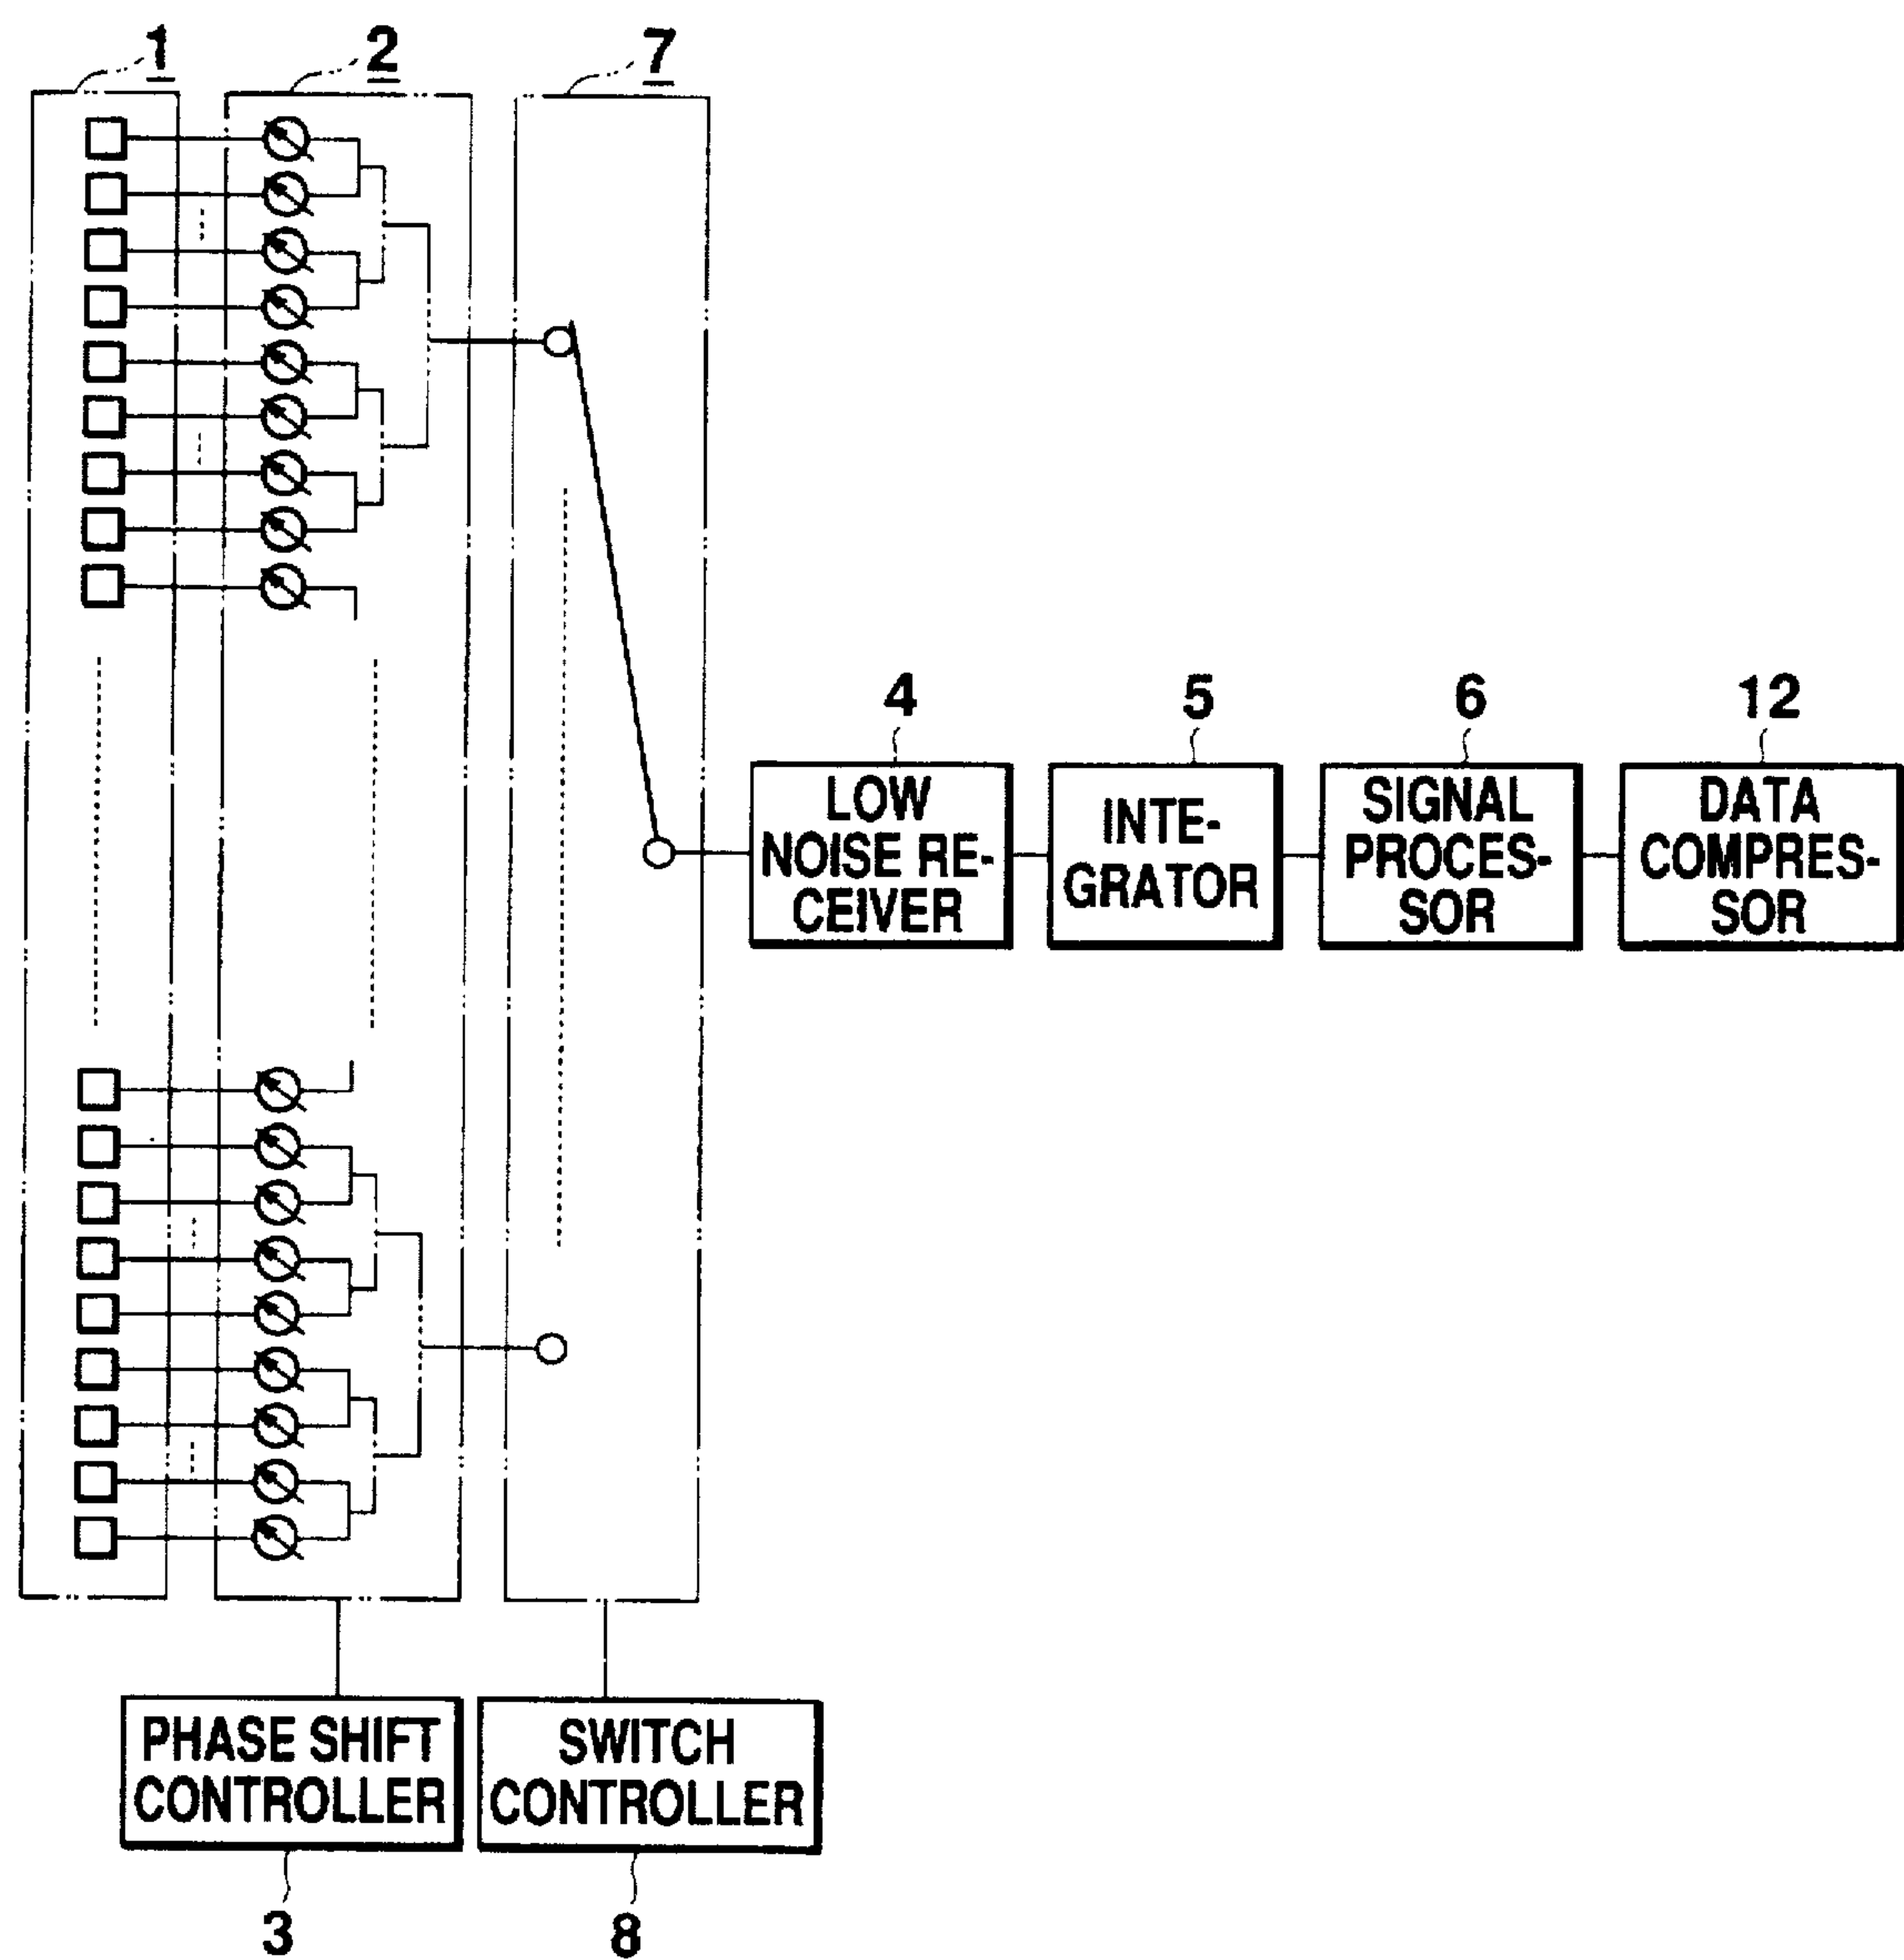 1
2
7
4
5
6
12
LOW
NOISE RE-
CEIVER
INTE-
GRATOR
SIGNAL
PROCES-
SOR
DATA
COMPRES-
SOR
PHASE SHIFT
CONTROLLER
SWITCH
CONTROLLER
3
8